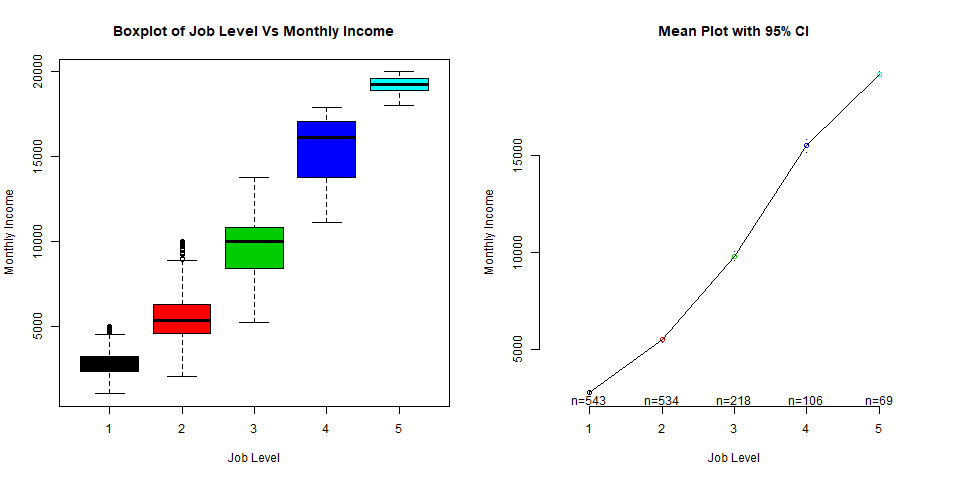 Boxplot of Job Level Vs Monthly Income
20000
15000
10000
5000
Monthly Income
1 2 3 4 5
Job Level
Mean Plot with 95% CI
15000
10000
5000
Monthly Income
n=543 n=534 n=218 n=106 n=69
1 2 3 4 5
Job Level